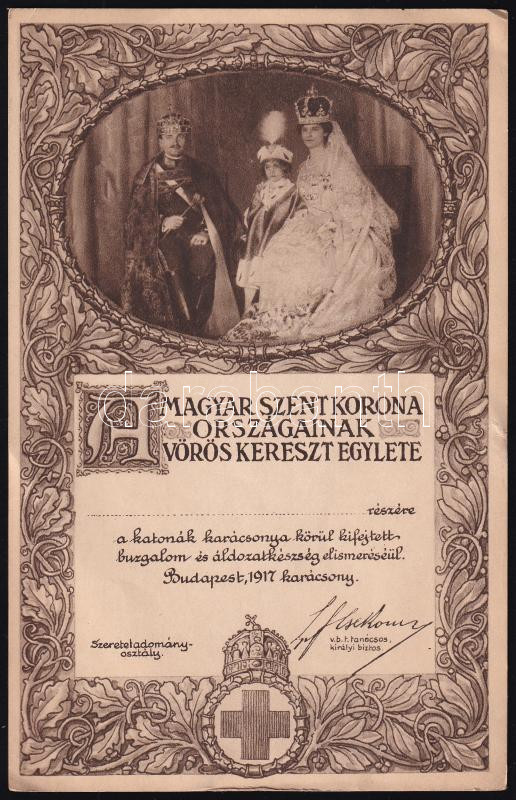 A MAGYAR SZENT KORONA
ORSZÁGAINAK
VÖRÖS KERESZT EGYLETE
részére
a katonák karácsonya körül kifejtett
buzgalom és áldozatkészség elismeréséül.
Budapest, 1917 karácsony.
Szeretetadomány-
osztály.
v. b. t. tanácsos,
királyi biztos.
darabanth